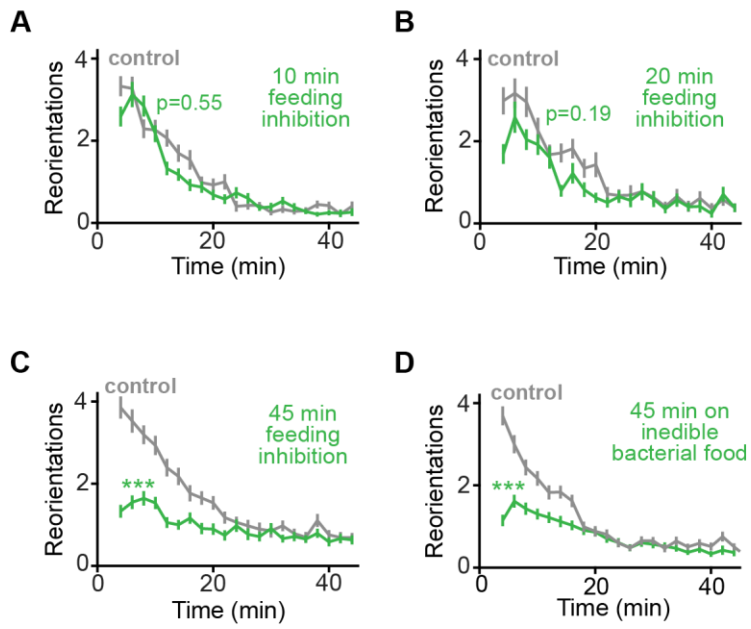 A
control
10 min
feeding
inhibition
p=0.55
Reorientations
4
2
0
0
20
40
Time (min)
B
control
20 min
feeding
inhibition
p=0.19
Reorientations
4
2
0
0
20
40
Time (min)
C
control
45 min
feeding
inhibition
***
Reorientations
4
2
0
0
20
40
Time (min)
D
control
45 min on
inedible
bacterial food
***
Reorientations
4
2
0
0
20
40
Time (min)